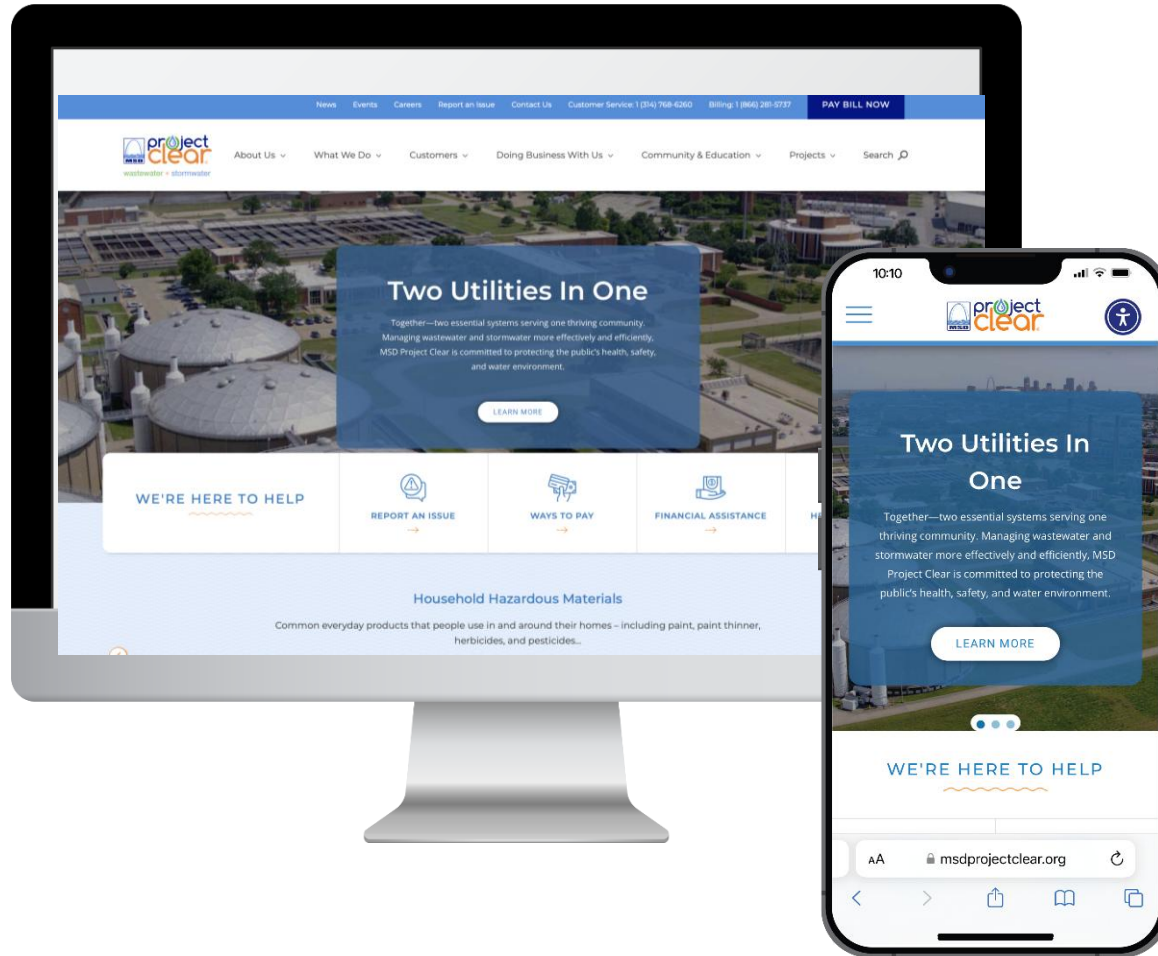 News Events Careers Report an Issue Contact Us Customer Service: 1 (314) 768-6260 Billing: 1 (866) 281-5737 PAY BILL NOW
MSD project clear
wastewater + stormwater
About Us What We Do Customers Doing Business With Us Community & Education Projects Search
Two Utilities In One
Together—two essential systems serving one thriving community.
Managing wastewater and stormwater more effectively and efficiently,
MSD Project Clear is committed to protecting the public's health, safety,
and water environment.
LEARN MORE
WE'RE HERE TO HELP
REPORT AN ISSUE
WAYS TO PAY
FINANCIAL ASSISTANCE
HE
Household Hazardous Materials
Common everyday products that people use in and around their homes – including paint, paint thinner,
herbicides, and pesticides...
10:10
MSD project clear
Two Utilities In
One
Together—two essential systems serving one
thriving community. Managing wastewater and
stormwater more effectively and efficiently, MSD
Project Clear is committed to protecting the
public's health, safety, and water environment.
LEARN MORE
WE'RE HERE TO HELP
AA msdprojectclear.org